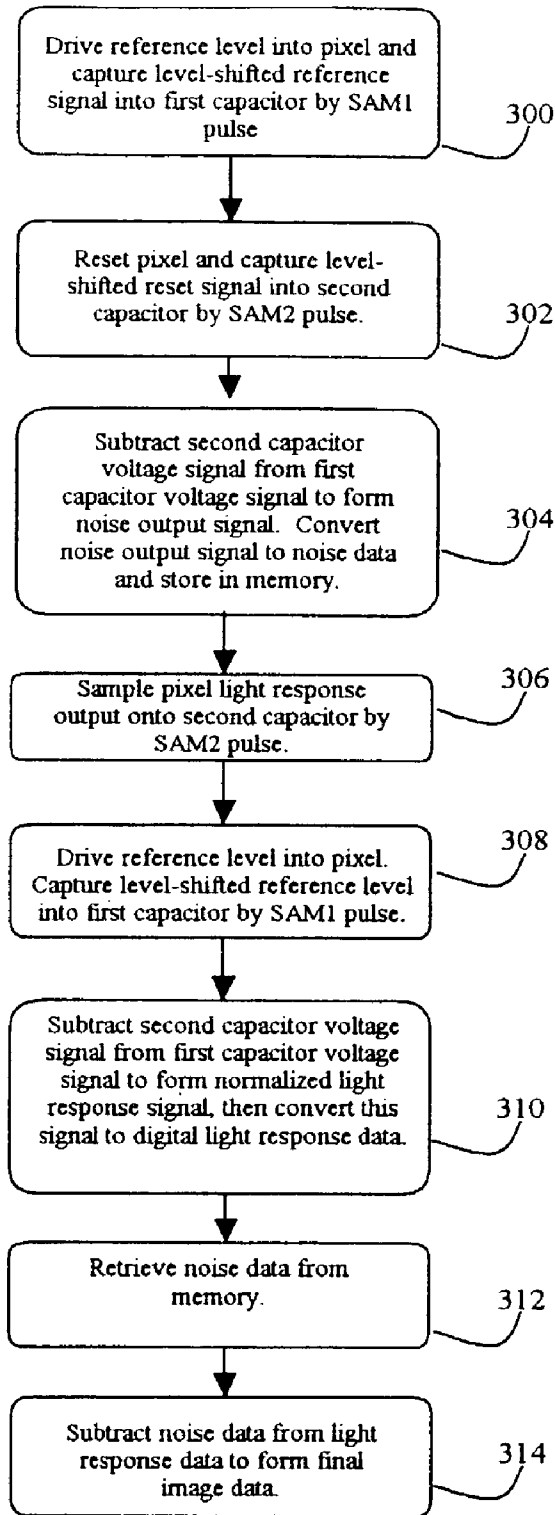 Drive reference level into pixel and
capture level-shifted reference
signal into first capacitor by SAM1
pulse
300
Reset pixel and capture level-
shifted reset signal into second
capacitor by SAM2 pulse.
302
Subtract second capacitor
voltage signal from first
capacitor voltage signal to form
noise output signal. Convert
noise output signal to noise data
and store in memory.
304
Sample pixel light response
output onto second capacitor by
SAM2 pulse.
306
Drive reference level into pixel.
Capture level-shifted reference level
into first capacitor by SAM1 pulse.
308
Subtract second capacitor voltage
signal from first capacitor voltage
signal to form normalized light
response signal, then convert this
signal to digital light response data.
310
Retrieve noise data from
memory.
312
Subtract noise data from light
response data to form final
image data.
314